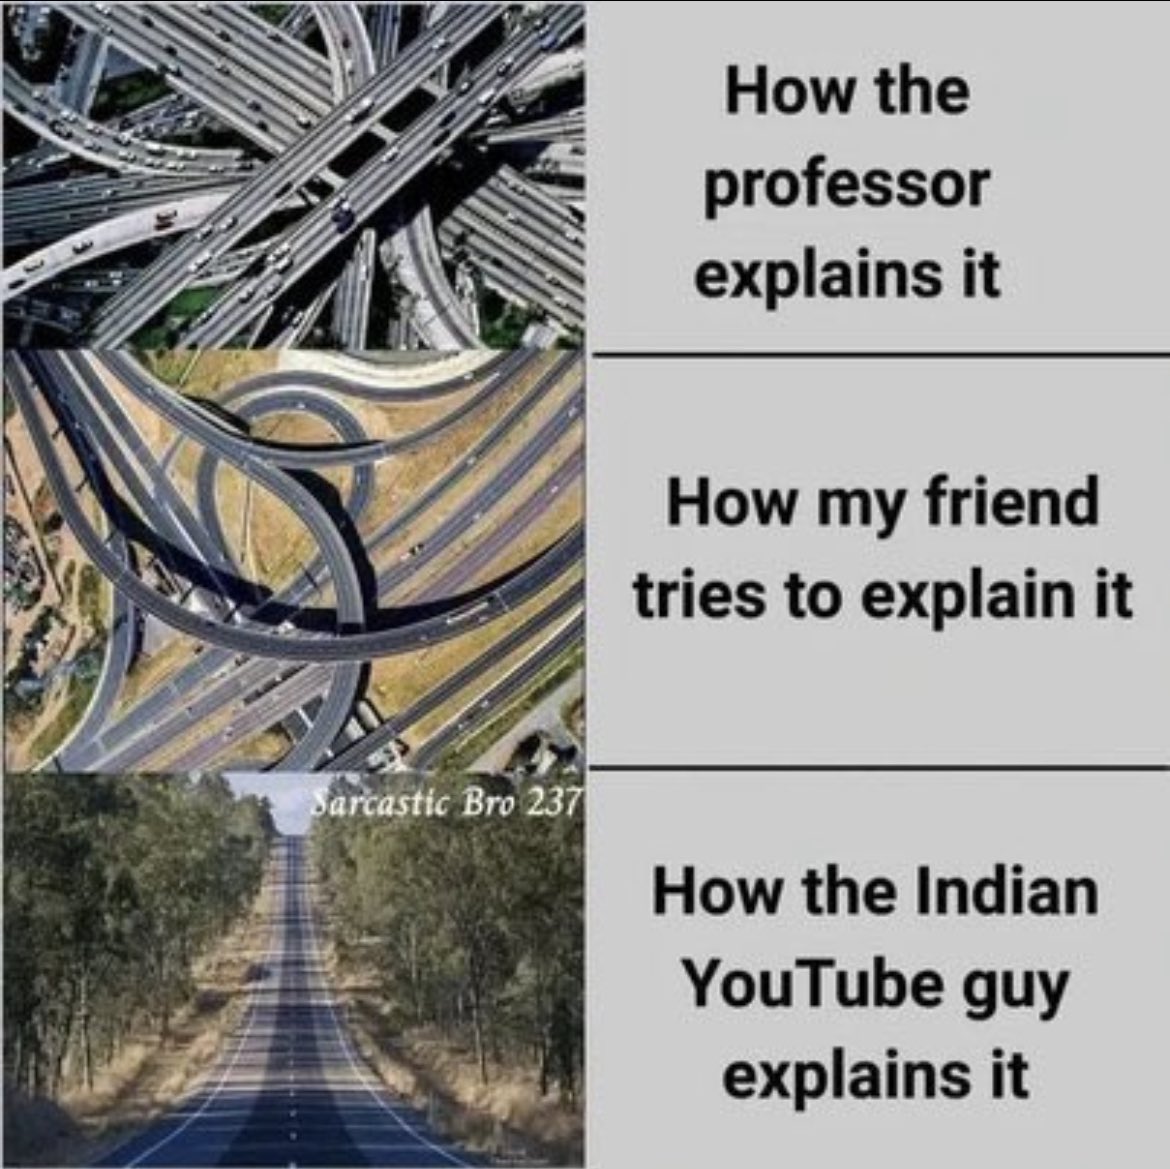 How the
professor
explains it
How my friend
tries to explain it
Sarcastic Bro 237
How the Indian
YouTube guy
explains it